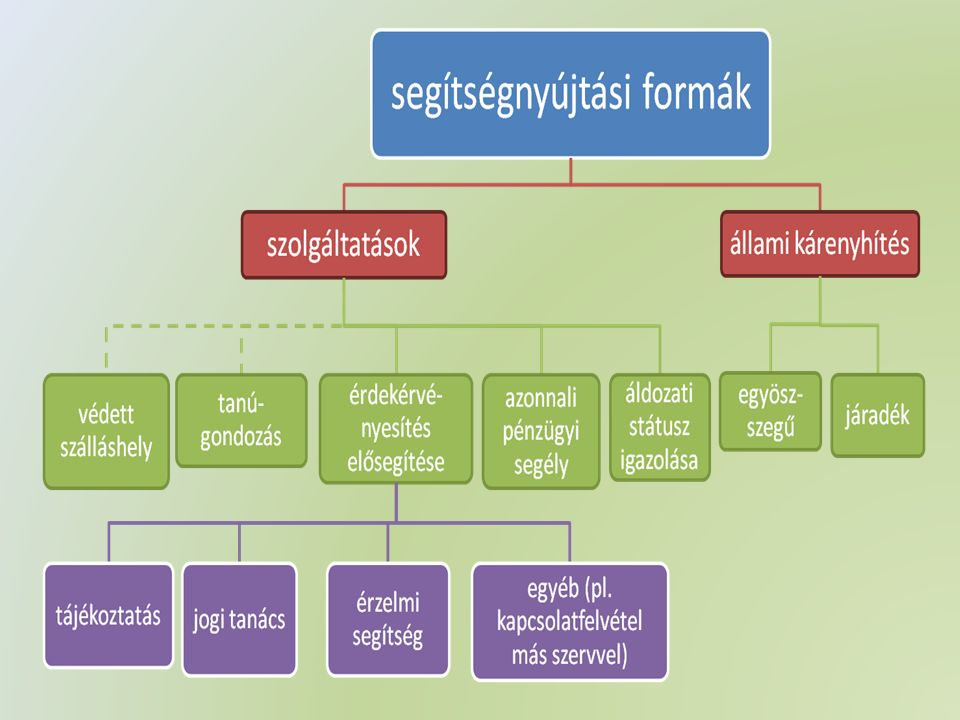 segítségnyújtási formák
szolgáltatások
állami kárenyhítés
védett
szálláshely
tanú-
gondozás
érdekérvé-
nyesítés
elősegítése
azonnali
pénzügyi
segély
áldozati
státusz
igazolása
egyösz-
szegű
járadék
tájékoztatás
jogi tanács
érzelmi
segítség
egyéb (pl.
kapcsolatfelvétel
más szervvel)